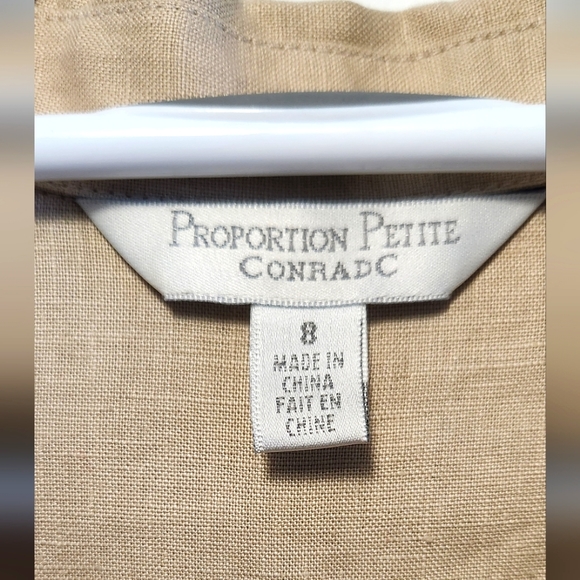 PROPORTION PETITE
CONRADC
8
MADE IN
CHINA
FAIT EN
CHINE